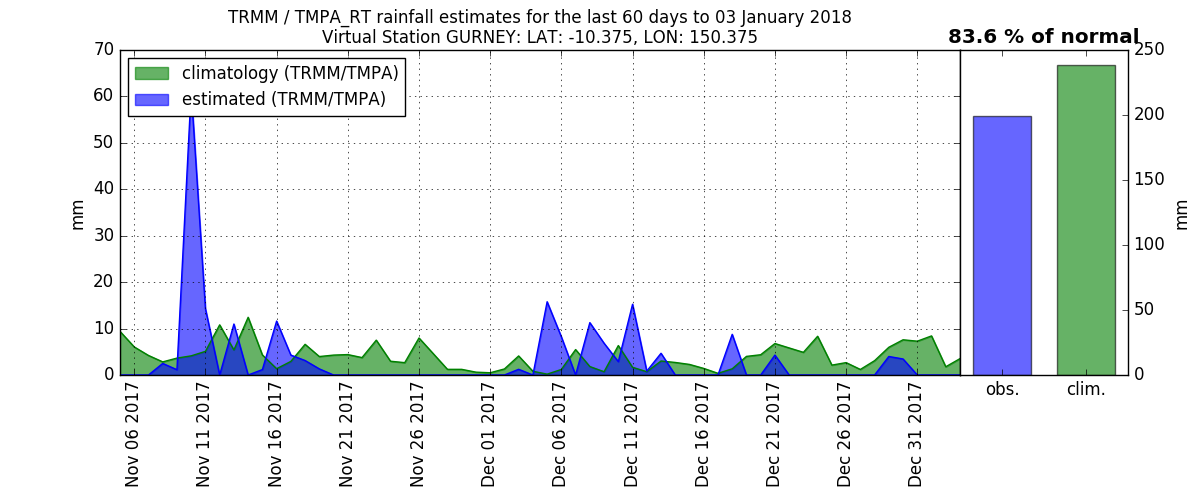 TRMM / TMPA_RT rainfall estimates for the last 60 days to 03 January 2018
Virtual Station GURNEY: LAT: -10.375, LON: 150.375
83.6 % of normal
climatology (TRMM/TMPA)
estimated (TRMM/TMPA)
70
60
50
40
30
20
10
0
mm
Nov 06 2017
Nov 11 2017
Nov 16 2017
Nov 21 2017
Nov 26 2017
Dec 01 2017
Dec 06 2017
Dec 11 2017
Dec 16 2017
Dec 21 2017
Dec 26 2017
Dec 31 2017
250
200
150
100
50
0
mm
obs.
clim.